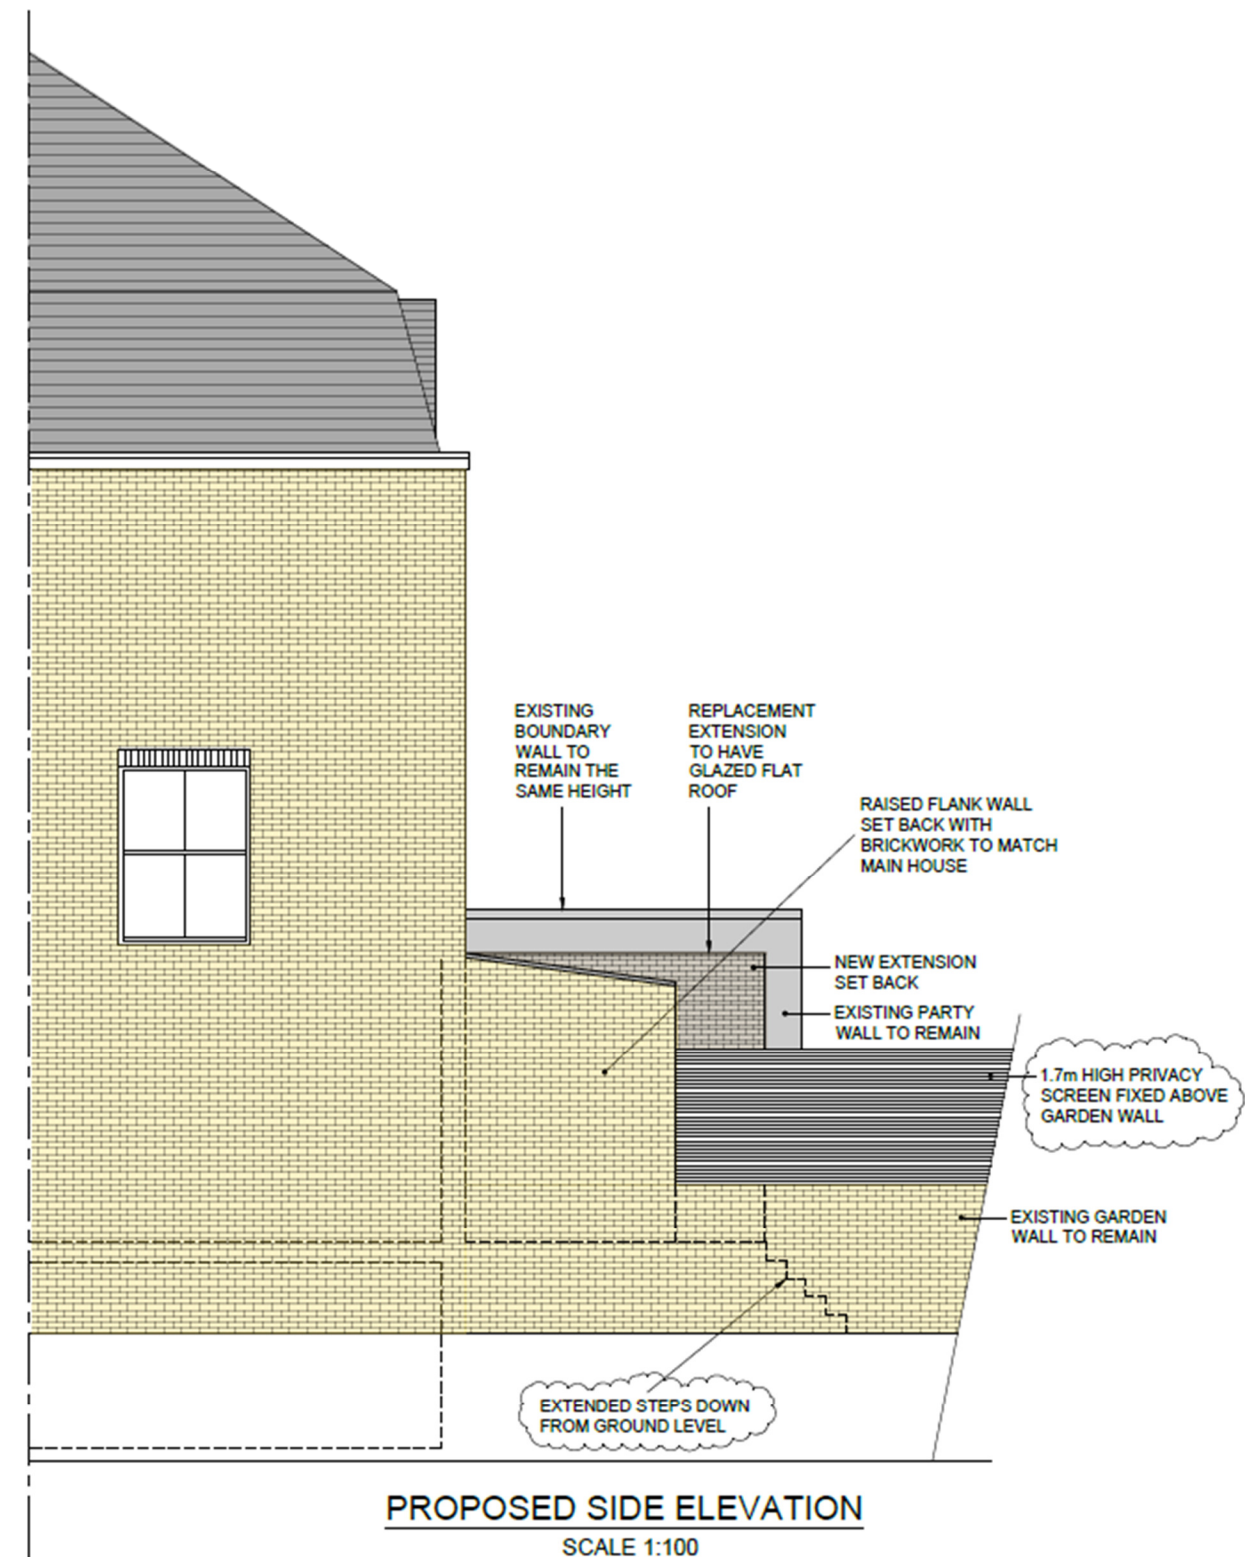 EXISTING
BOUNDARY
WALL TO
REMAIN THE
SAME HEIGHT
REPLACEMENT
EXTENSION
TO HAVE
GLAZED FLAT
ROOF
RAISED FLANK WALL
SET BACK WITH
BRICKWORK TO MATCH
MAIN HOUSE
NEW EXTENSION
SET BACK
EXISTING PARTY
WALL TO REMAIN
1.7m HIGH PRIVACY
SCREEN FIXED ABOVE
GARDEN WALL
EXISTING GARDEN
WALL TO REMAIN
EXTENDED STEPS DOWN
FROM GROUND LEVEL
PROPOSED SIDE ELEVATION
SCALE 1:100